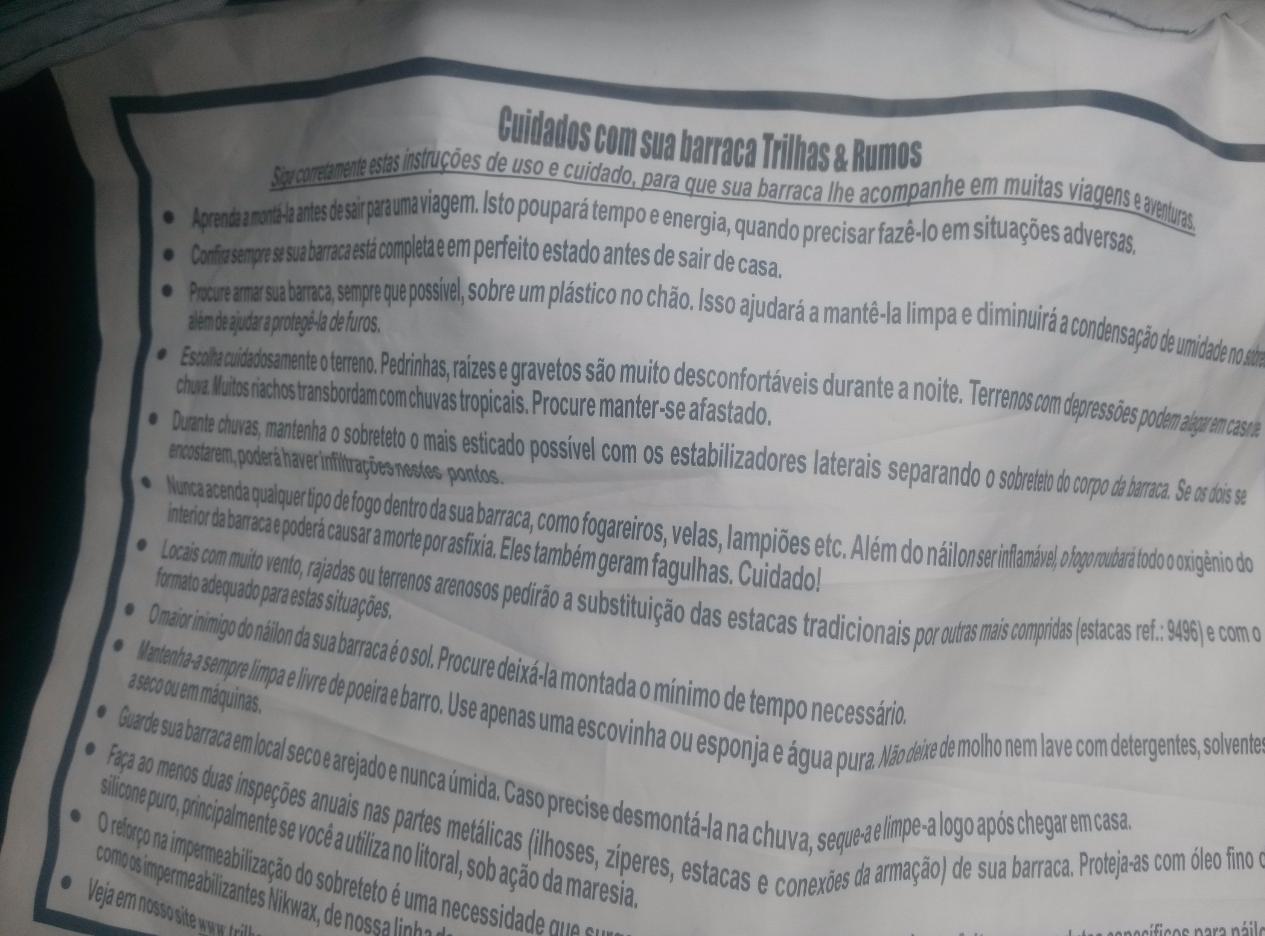 Cuidados com sua barraca Trilhas & Rumos
Siga corretamente estas instruções de uso e cuidado, para que sua barraca lhe acompanhe em muitas viagens e aventuras.
• Aprenda a montá-la antes de sair para uma viagem. Isto poupará tempo e energia, quando precisar fazê-lo em situações adversas.
• Confira sempre se sua barraca está completa e em perfeito estado antes de sair de casa.
• Procure armar sua barraca, sempre que possível, sobre um plástico no chão. Isso ajudará a mantê-la limpa e diminuirá a condensação de umidade no
além de ajudar a protegê-la de furos.
• Escolha cuidadosamente o terreno. Pedrinhas, raízes e gravetos são muito desconfortáveis durante a noite. Terrenos com depressões podem alagar em caso de
chuva. Muitos riachos transbordam com chuvas tropicais. Procure manter-se afastado.
• Durante chuvas, mantenha o sobreteto o mais esticado possível com os estabilizadores laterais separando o sobreteto do corpo da barraca. Se os dois se
encostarem, poderá haver infiltrações nestes pontos.
• Nunca acenda qualquer tipo de fogo dentro da sua barraca, como fogareiros, velas, lampiões etc. Além do náilon ser inflamável, o fogo roubará todo o oxigênio do
interior da barraca e poderá causar a morte por asfixia. Eles também geram fagulhas. Cuidado!
• Locais com muito vento, rajadas ou terrenos arenosos pedirão a substituição das estacas tradicionais por outras mais compridas (estacas ref.: 9496) e com o
formato adequado para estas situações.
• O maior inimigo do náilon da sua barraca é o sol. Procure deixá-la montada o mínimo de tempo necessário.
• Mantenha-a sempre limpa e livre de poeira e barro. Use apenas uma escovinha ou esponja e água pura. Não deixe de molho nem lave com detergentes, solventes
a seco ou em máquinas.
• Guarde sua barraca em local seco e arejado e nunca úmida. Caso precise desmontá-la na chuva, seque-a e limpe-a logo após chegar em casa.
• Faça ao menos duas inspeções anuais nas partes metálicas (ilhoses, zíperes, estacas e conexões da armação) de sua barraca. Proteja-as com óleo fino
silicone puro, principalmente se você a utiliza no litoral, sob ação da maresia.
• O reforço na impermeabilização do sobreteto é uma necessidade que
como os impermeabilizantes Nikwax, de nossa linha para
• Veja em nosso site